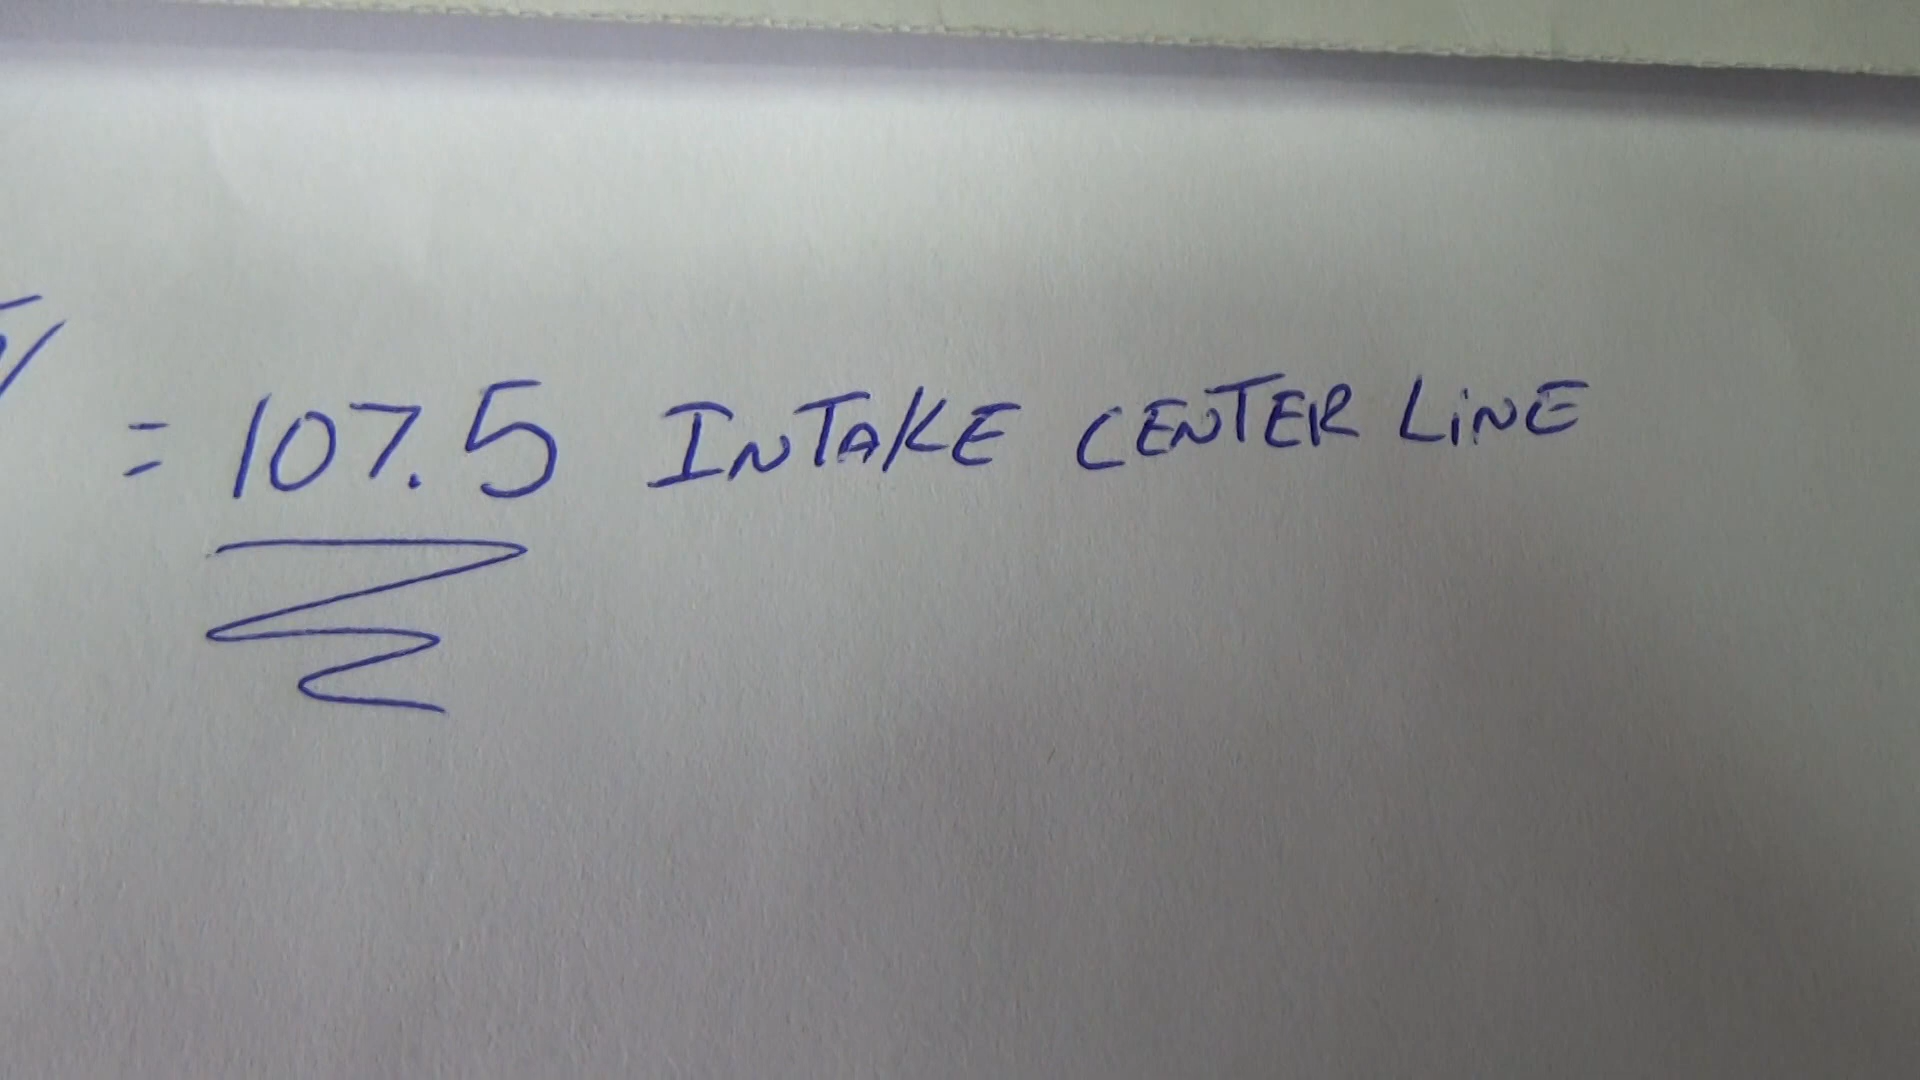 = 107.5 INTAKE CENTER LINE